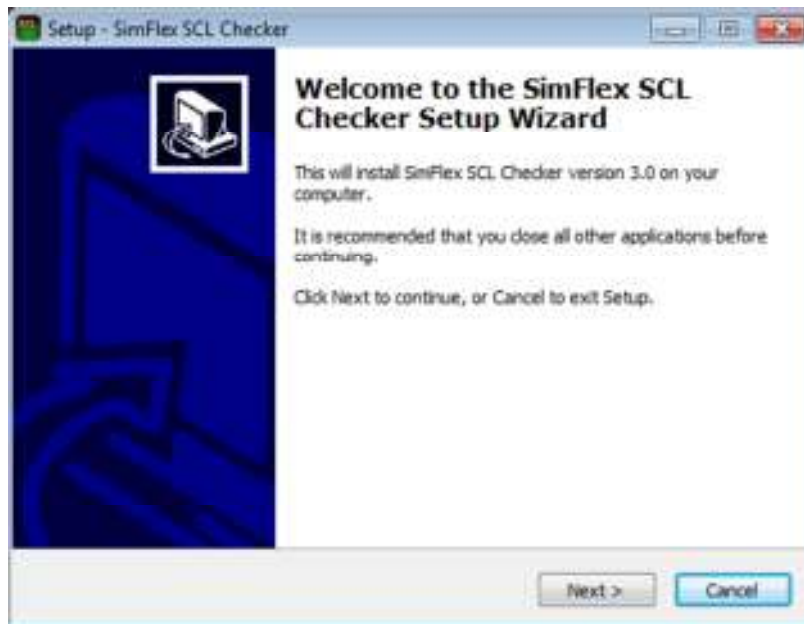 Setup - SimFlex SCL Checker
Welcome to the SimFlex SCL
Checker Setup Wizard
This will install SimFlex SCL Checker version 3.0 on your
computer.
It is recommended that you close all other applications before
continuing.
Click Next to continue, or Cancel to exit Setup.
Next >
Cancel